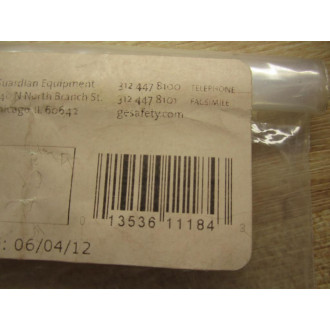 Guardian Equipment 312 447 8100 TELEPHONE
N North Branch St. 312 447 8101 FACSIMILE
IL 60642 gesafety.com
0 13536 11184 3
: 06/04/12